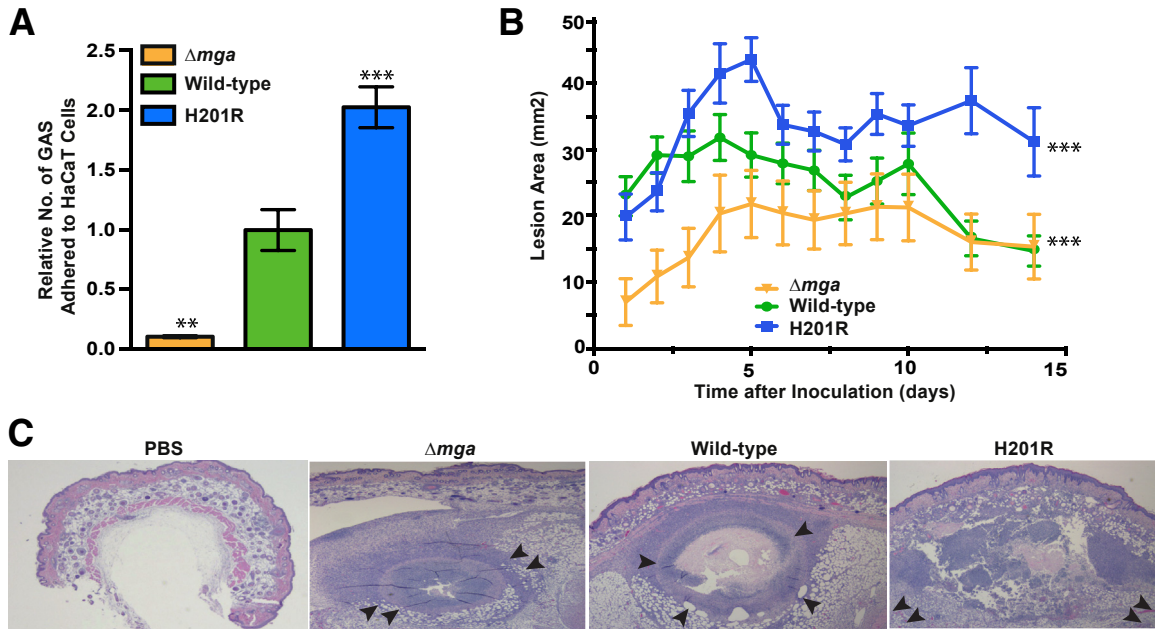 A
Relative No. of GAS
Adhered to HaCaT Cells
2.5
2.0
1.5
1.0
0.5
0.0
Δmga
Wild-type
H201R
**
***
B
Lesion Area (mm2)
50
40
30
20
10
0
0
5
10
15
Time after Inoculation (days)
Δmga
Wild-type
H201R
***
***
C
PBS
Δmga
Wild-type
H201R